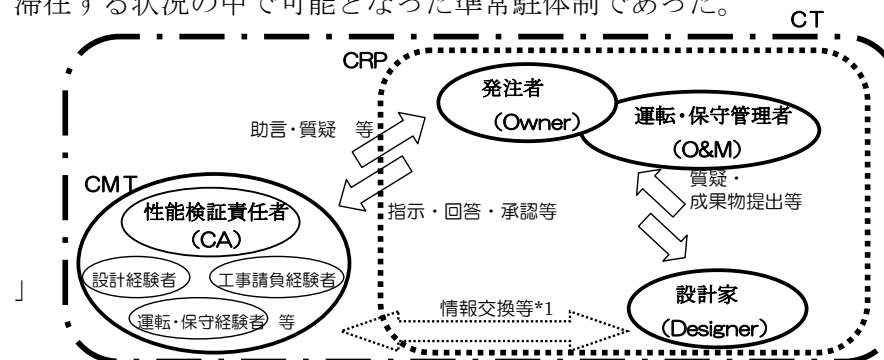 滞在する状況の中で可能となった準常駐体制であった。
CT
CRP
発注者
(Owner)
運転・保守管理者
(O&M)
助言・質疑 等
質疑・
成果物提出等
CMT
性能検証責任者
(CA)
指示・回答・承認等
設計経験者
工事請負経験者
運転・保守経験者 等
」
情報交換等*1
設計家
(Designer)